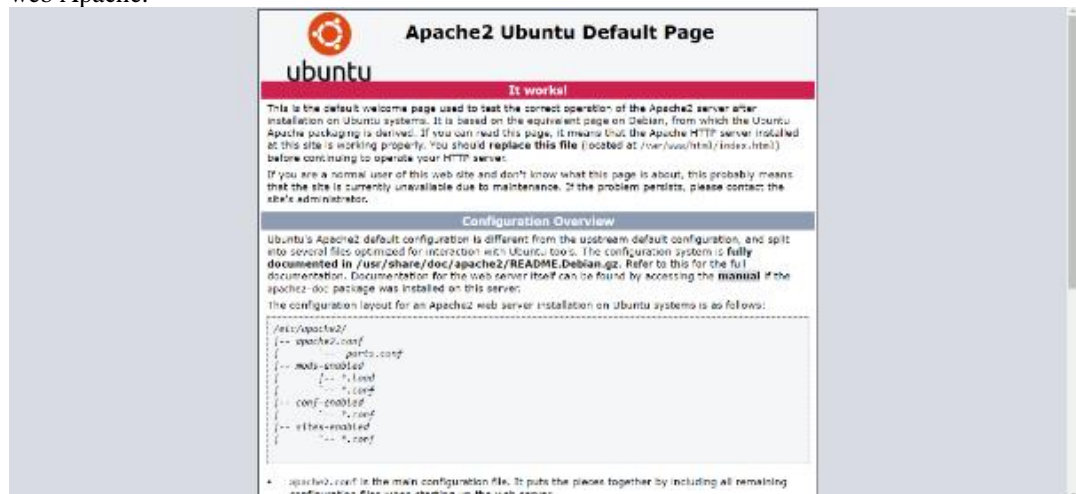 web Apache.
Apache2 Ubuntu Default Page
ubuntu
It works!
This is the default welcome page used to test the correct operation of the Apache2 server after
installation on Ubuntu systems. It is based on the equivalent page on Debian, from which the Ubuntu
Apache packaging is derived. If you can read this page, it means that the Apache HTTP server installed
at this site is working properly. You should replace this file (located at /var/www/html/index.html)
before continuing to operate your HTTP server.
If you are a normal user of this web site and don't know what this page is about, this probably means
that the site is currently unavailable due to maintenance. If the problem persists, please contact the
site's administrator.
Configuration Overview
Ubuntu's Apache2 default configuration is different from the upstream default configuration, and split
into several files optimized for interaction with Ubuntu tools. The configuration system is fully
documented in /usr/share/doc/apache2/README.Debian.gz. Refer to this for the full
documentation. Documentation for the web server itself can be found by accessing the manual if the
apache2-doc package was installed on this server.
The configuration layout for an Apache2 web server installation on Ubuntu systems is as follows:
/etc/apache2/
|-- apache2.conf
|       `-- ports.conf
|-- mods-enabled
|       |-- *.load
|       `-- *.conf
|-- conf-enabled
|       `-- *.conf
|-- sites-enabled
|       `-- *.conf
• apache2.conf is the main configuration file. It puts the pieces together by including all remaining
configuration files when starting up the web server.